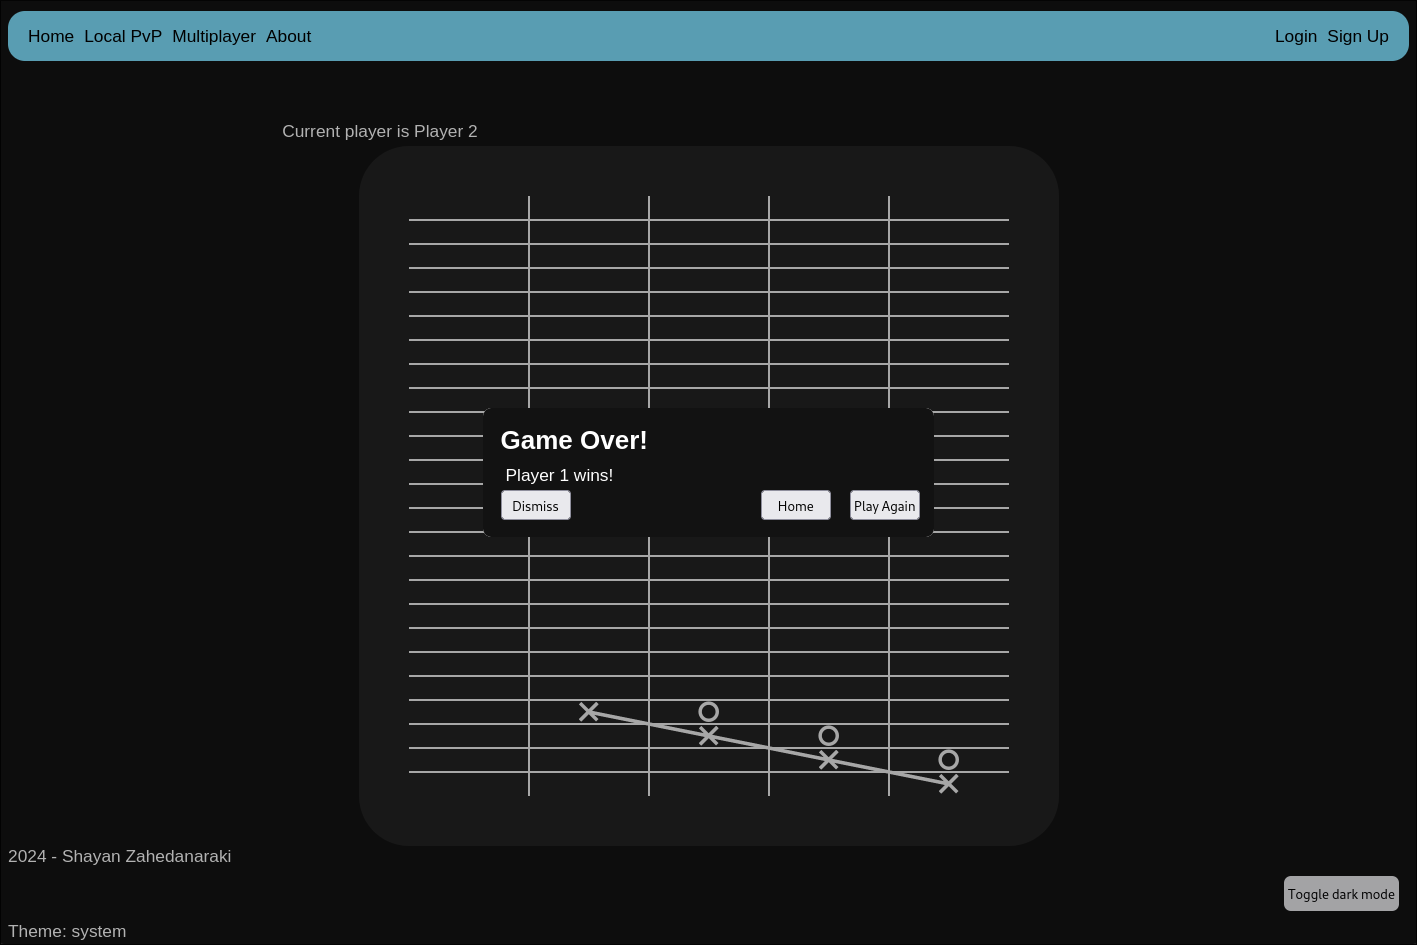 Home Local PvP Multiplayer About Login Sign Up
Current player is Player 2
Game Over!
Player 1 wins!
Dismiss Home Play Again
2024 - Shayan Zahedanaraki
Toggle dark mode
Theme: system